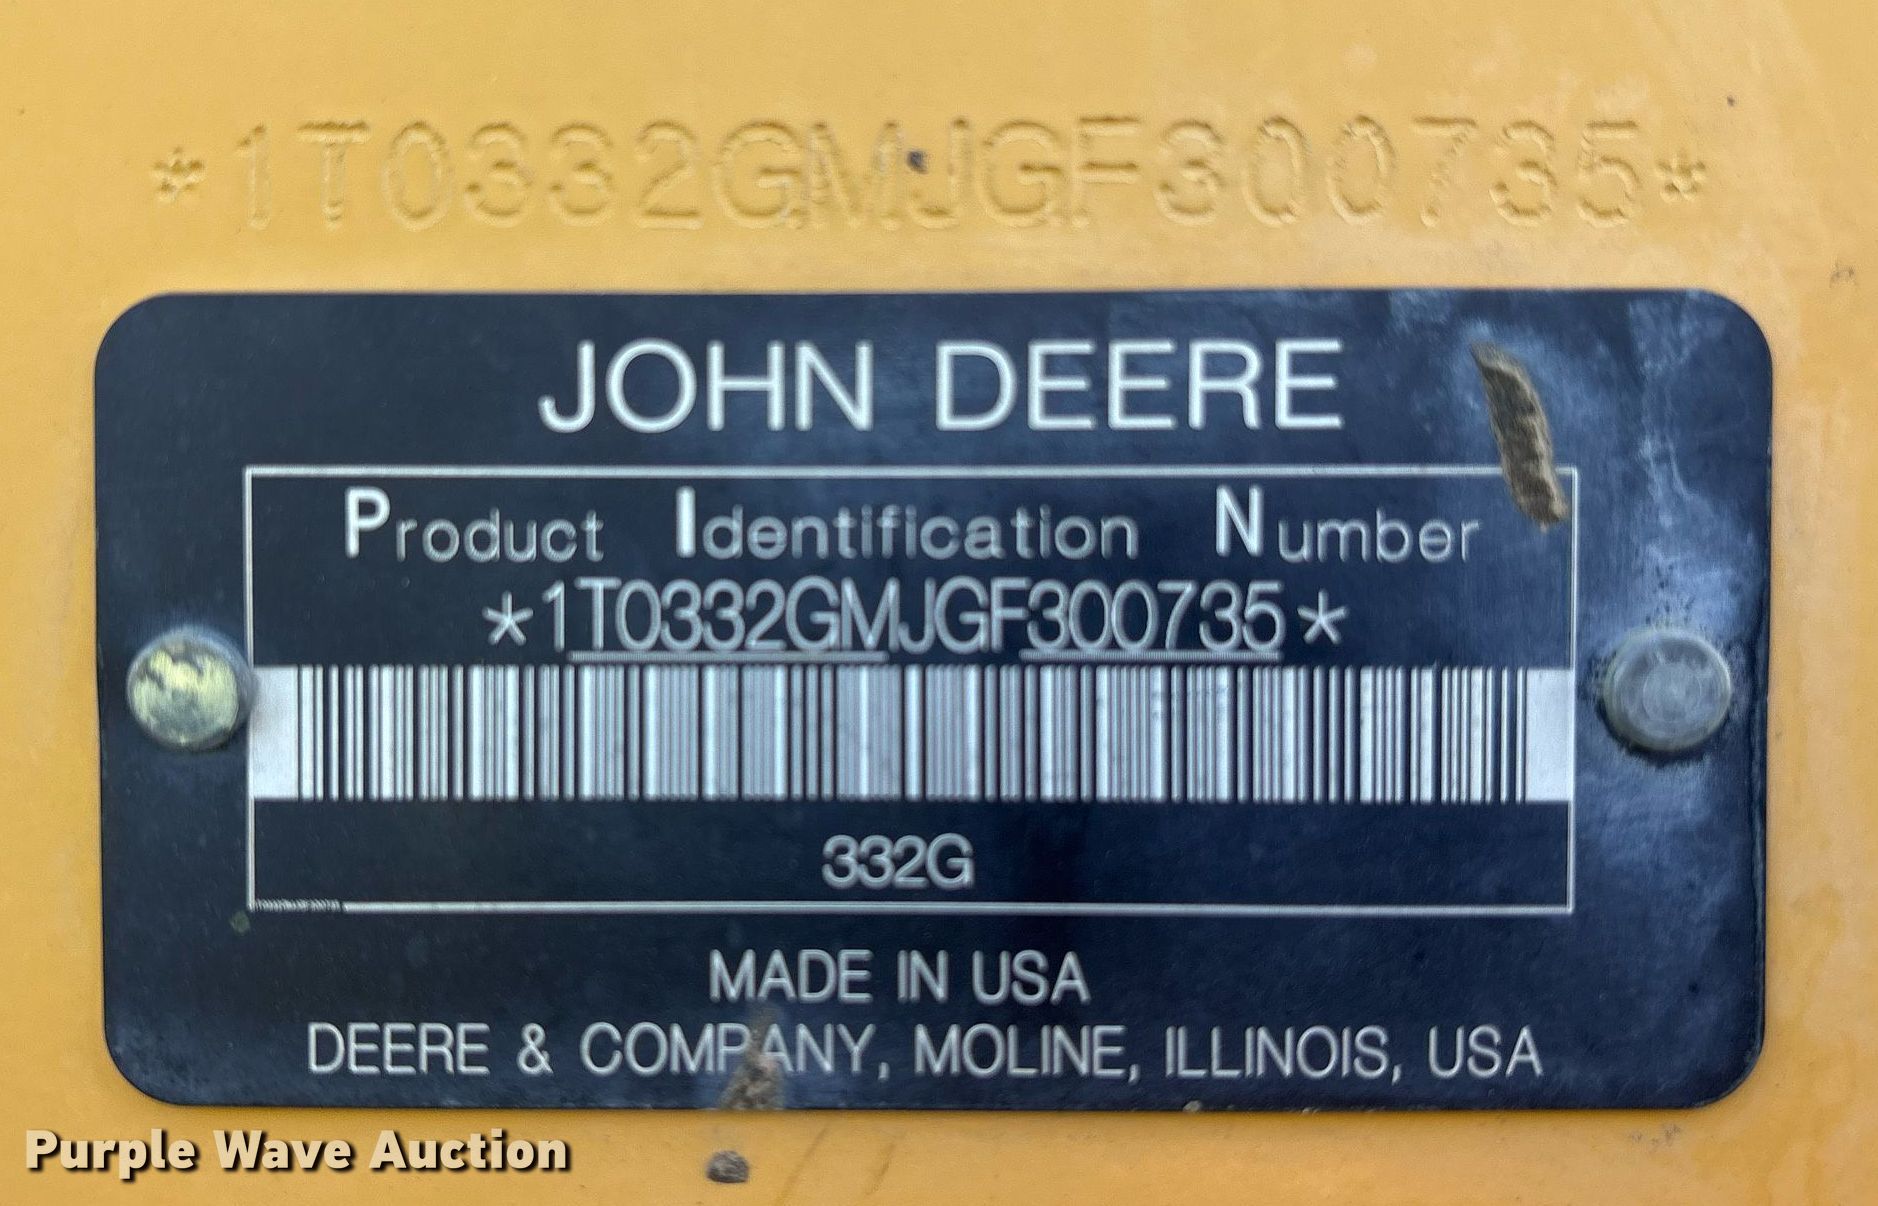 *1T0332GMJGF300735*
JOHN DEERE
Product Identification Number
*1T0332GMJGF300735*
332G
MADE IN USA
DEERE & COMPANY, MOLINE, ILLINOIS, USA
Purple Wave Auction